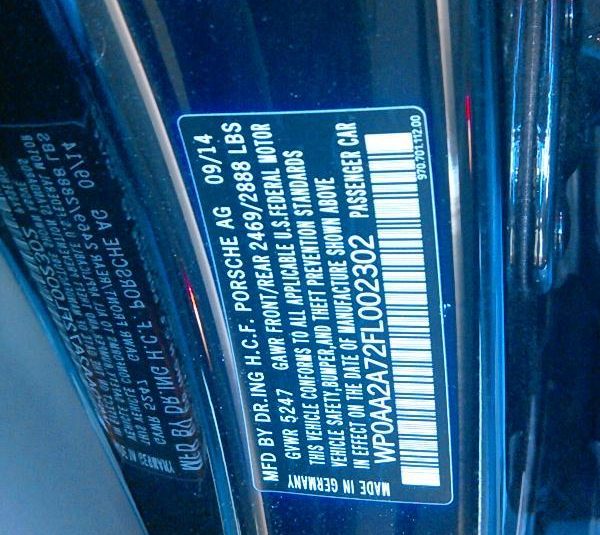 MFD BY DR.ING H.C.F. PORSCHE AG 09/14
GVWR 5247 GAWR FRONT/REAR 2469/2888 LBS
THIS VEHICLE CONFORMS TO ALL APPLICABLE U.S.FEDERAL MOTOR
VEHICLE SAFETY,BUMPER,AND THEFT PREVENTION STANDARDS
IN EFFECT ON THE DATE OF MANUFACTURE SHOWN ABOVE
WP0AA2A72FL002302 PASSENGER CAR
MADE IN GERMANY
970.701.112.00